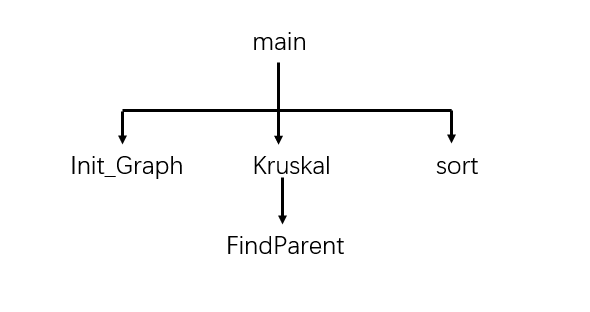 main
Init_Graph Kruskal sort
FindParent